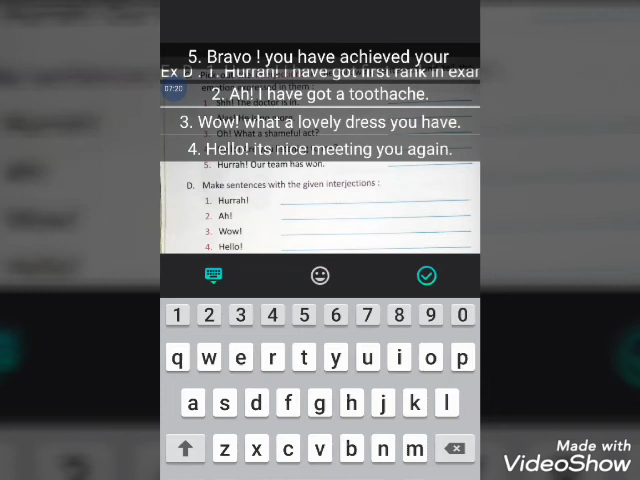 5. Bravo ! you have achieved your
Ex D . 1. Hurrah! I have got first rank in exam
07:20
2. Ah! I have got a toothache.
1. Shh! The doctor is in.
3. Wow! what a lovely dress you have.
3. Oh! What a shameful act?
4. Hello! its nice meeting you again.
5. Hurrah! Our team has won.
D. Make sentences with the given interjections :
1. Hurrah!
2. Ah!
3. Wow!
4. Hello!
1 2 3 4 5 6 7 8 9 0
q w e r t y u i o p
a s d f g h j k l
z x c v b n m
Made with
VideoShow